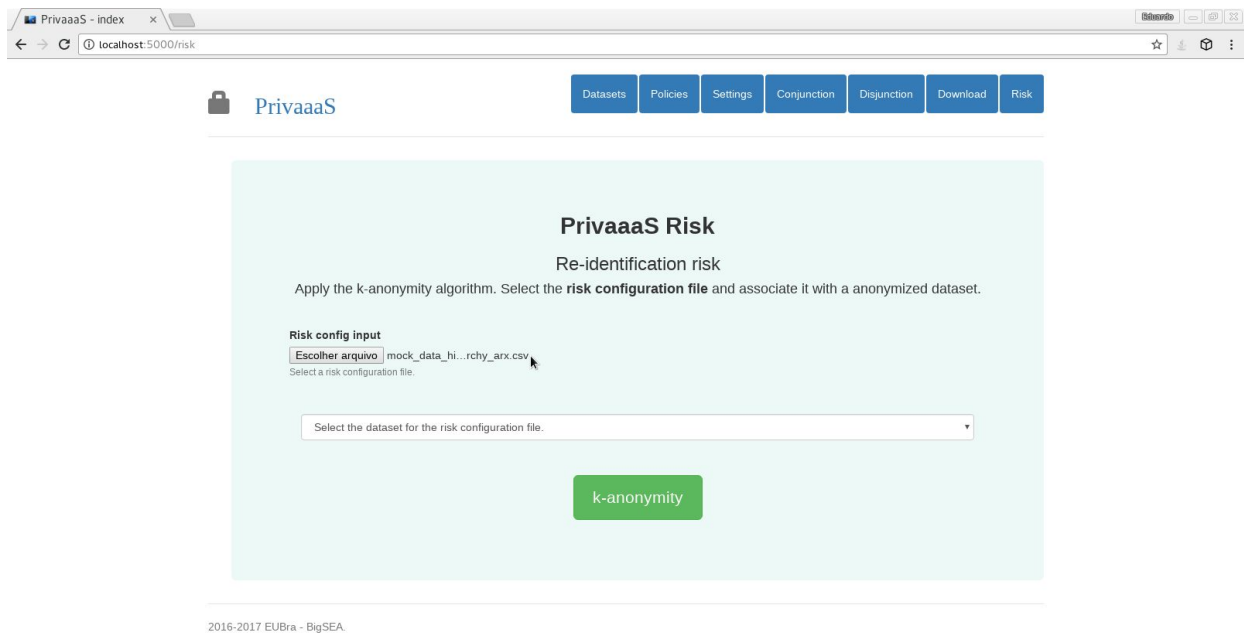 PrivaaaS - index
Eduardo
localhost:5000/risk
PrivaaaS
Datasets
Policies
Settings
Conjunction
Disjunction
Download
Risk
PrivaaaS Risk
Re-identification risk
Apply the k-anonymity algorithm. Select the risk configuration file and associate it with a anonymized dataset.
Risk config input
Escolher arquivo mock_data_hi...rchy_arx.csv
Select a risk configuration file.
Select the dataset for the risk configuration file.
k-anonymity
2016-2017 EUBra - BigSEA.